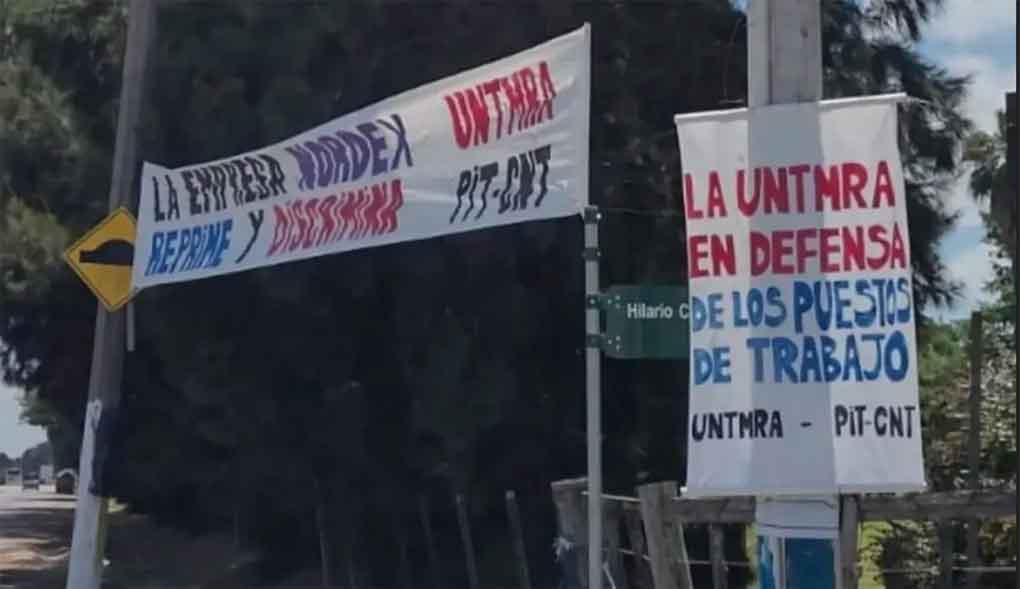 LA EMPRESA NORDEX
REPRIME Y DISCRIMINA
UNTMRA
PIT-CNT
Hilario C
LA UNTMRA
EN DEFENSA
DE LOS PUESTOS
DE TRABAJO
UNTMRA - PIT-CNT